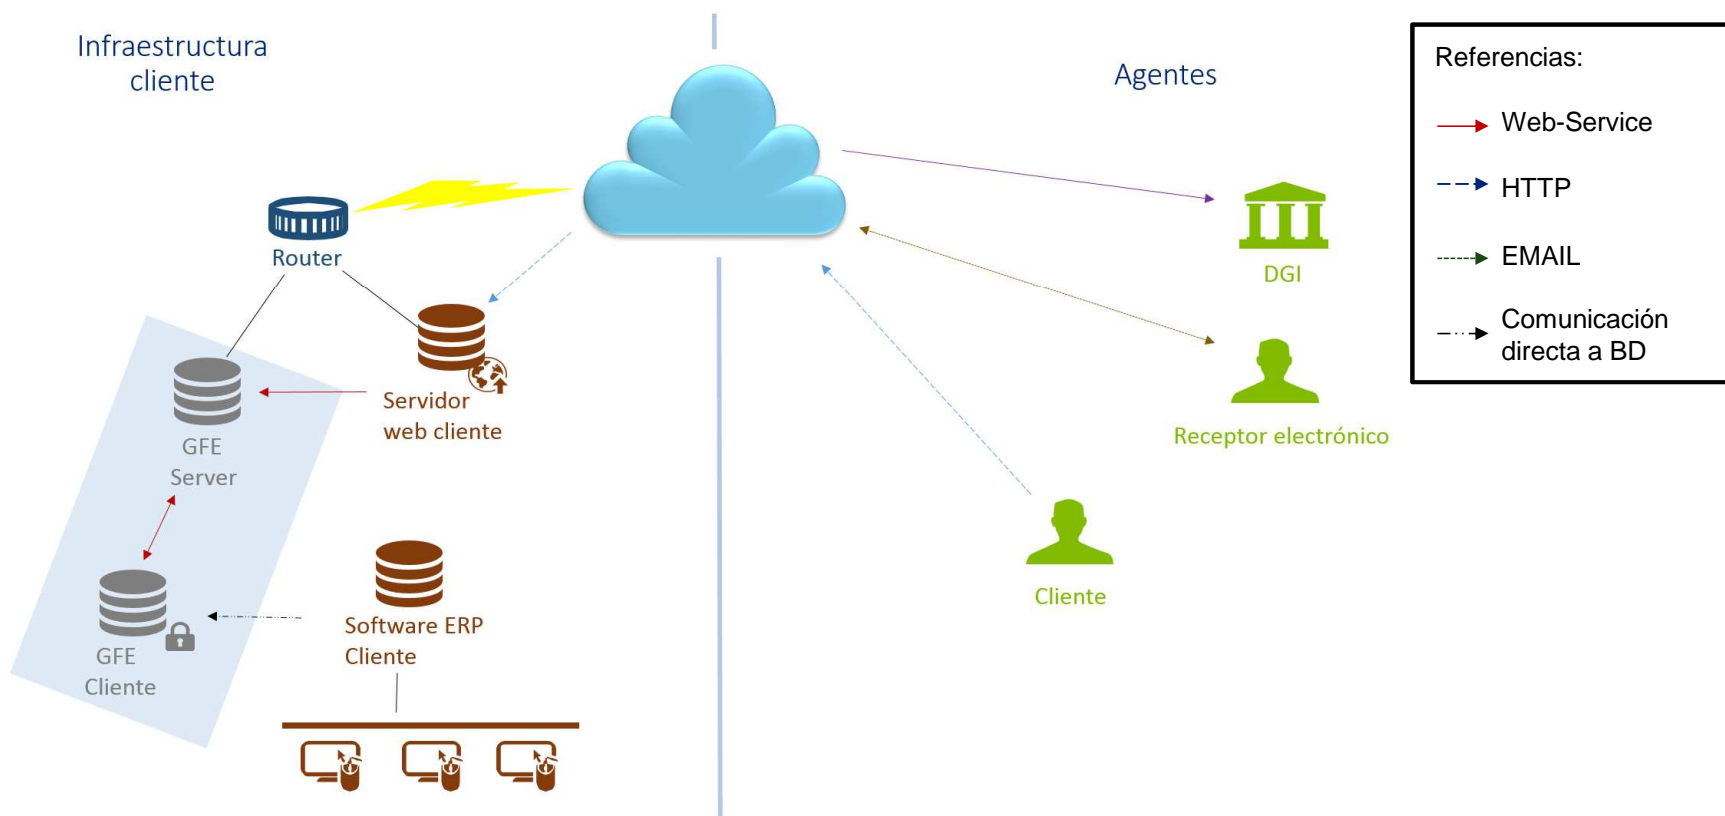 Infraestructura
cliente
Agentes
Referencias:
Web-Service
HTTP
EMAIL
Comunicación
directa a BD
Router
DGI
Servidor
web cliente
Receptor electrónico
GFE
Server
Cliente
Software ERP
Cliente
GFE
Cliente